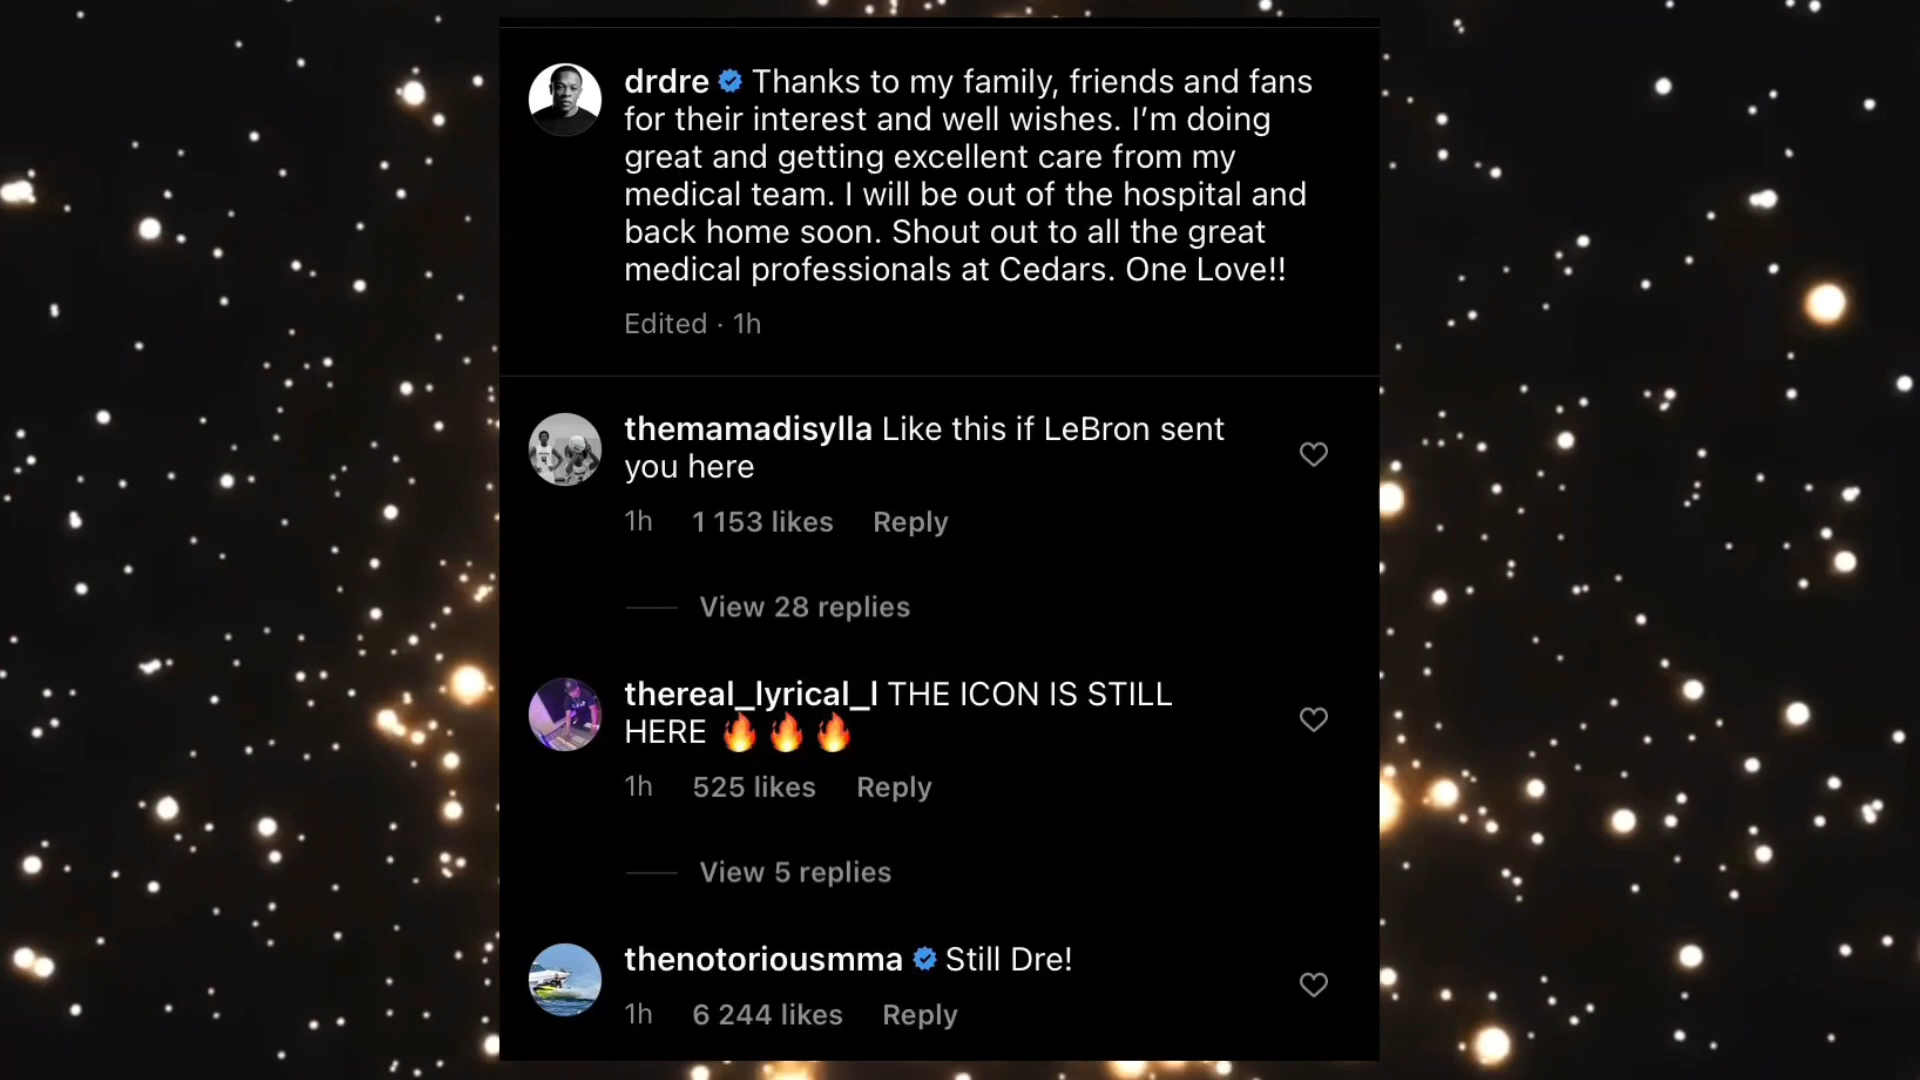 drdre Thanks to my family, friends and fans
for their interest and well wishes. I’m doing
great and getting excellent care from my
medical team. I will be out of the hospital and
back home soon. Shout out to all the great
medical professionals at Cedars. One Love!!
Edited · 1h
themamadisylla Like this if LeBron sent
you here
1h 1 153 likes Reply
View 28 replies
thereal_lyrical_l THE ICON IS STILL
HERE 🔥🔥🔥
1h 525 likes Reply
View 5 replies
thenotoriousmma Still Dre!
1h 6 244 likes Reply